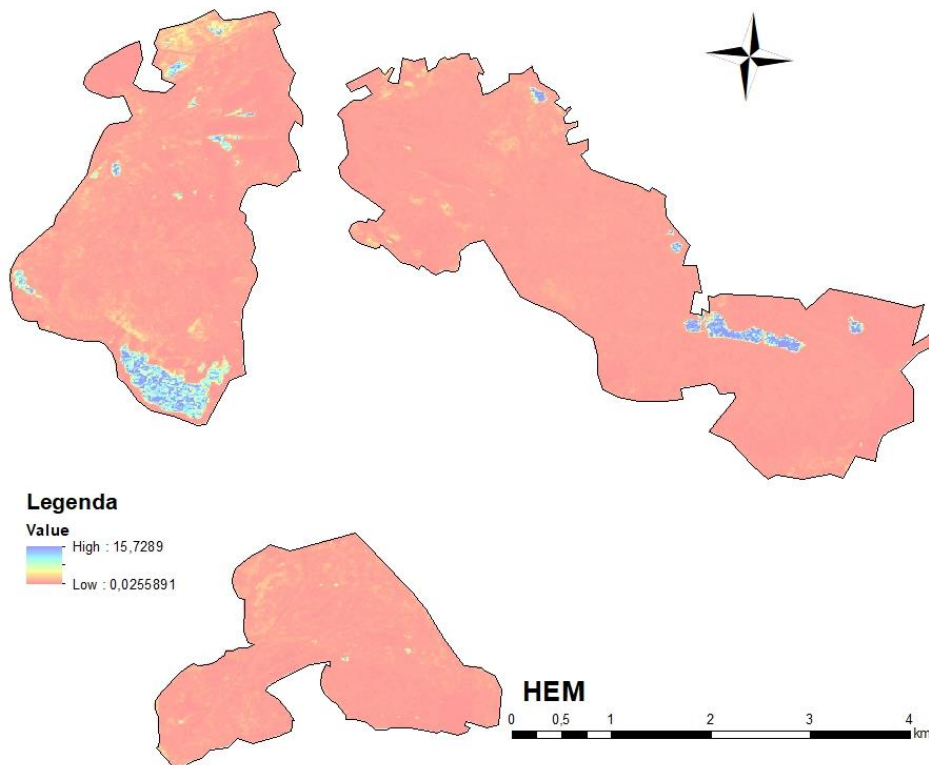 Legenda
Value
High : 15,7289
Low : 0,0255891
HEM
0 0,5 1 2 3 4
km